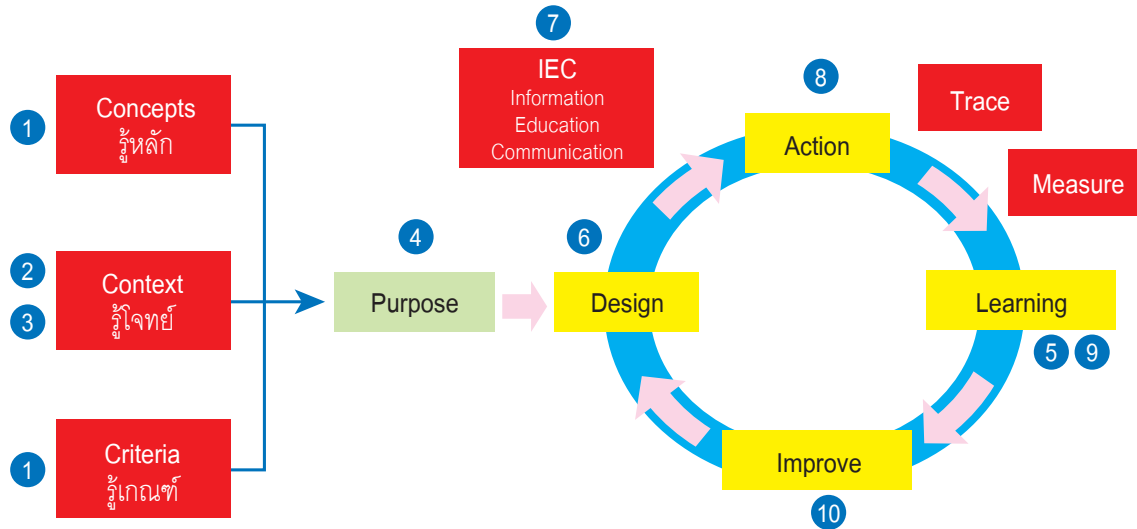 7
IEC
Information
Education
Communication
8
Trace
1
Concepts
รู้หลัก
Action
Measure
4
6
2
3
Context
รู้โจทย์
Purpose
Design
Learning
5 9
1
Criteria
รู้เกณฑ์
Improve
10